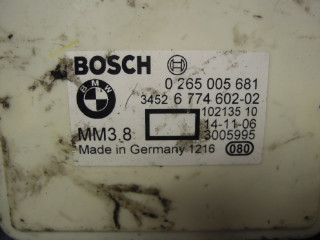 BOSCH 0 265 005 681
BMW 3452 6 774 602-02
102135 10
14-11-06
MM3.8 3005995
Made in Germany 1216 080